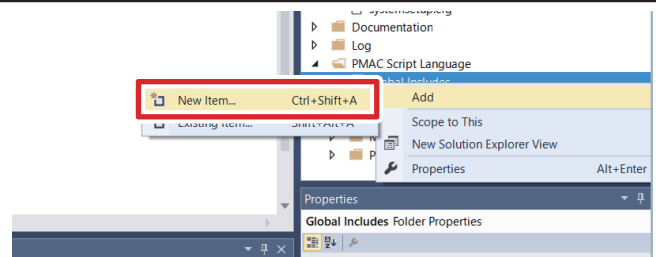 systemsetup.cfg
Documentation
Log
PMAC Script Language
Global Includes
New Item... Ctrl+Shift+A
Add
Existing Item... Shift+Alt+A
Scope to This
New Solution Explorer View
P
Properties Alt+Enter
Properties
Global Includes Folder Properties